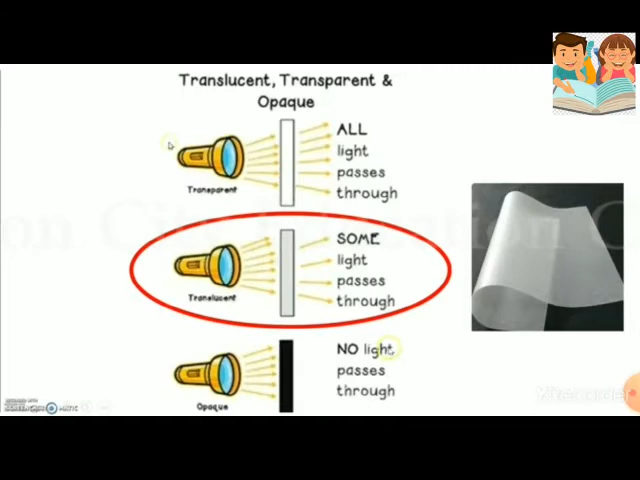 Translucent, Transparent &
Opaque
ALL
light
passes
through
Transparent
SOME
light
passes
through
Translucent
NO light
passes
through
Opaque